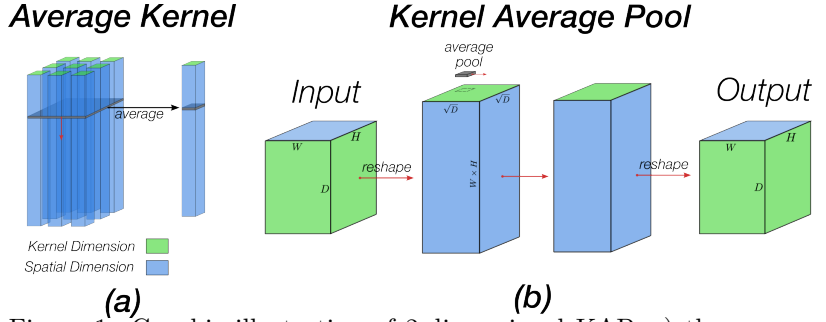 Average Kernel
Kernel Average Pool
average
pool
Input
Output
√D
√D
W
H
W
H
average
reshape
reshape
D
W × H
D
Kernel Dimension
Spatial Dimension
(a)
(b)